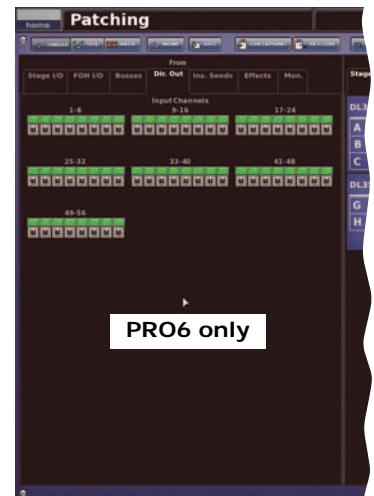 home Patching
From
Stage I/O FOH I/O Busses Dir. Out Ins. Sends Effects Mon.
Stage
Input Channels
1-8 9-16 17-24
DL3
A
B
C
25-32 33-40 41-48
DL35
G
H
49-56
PRO6 only